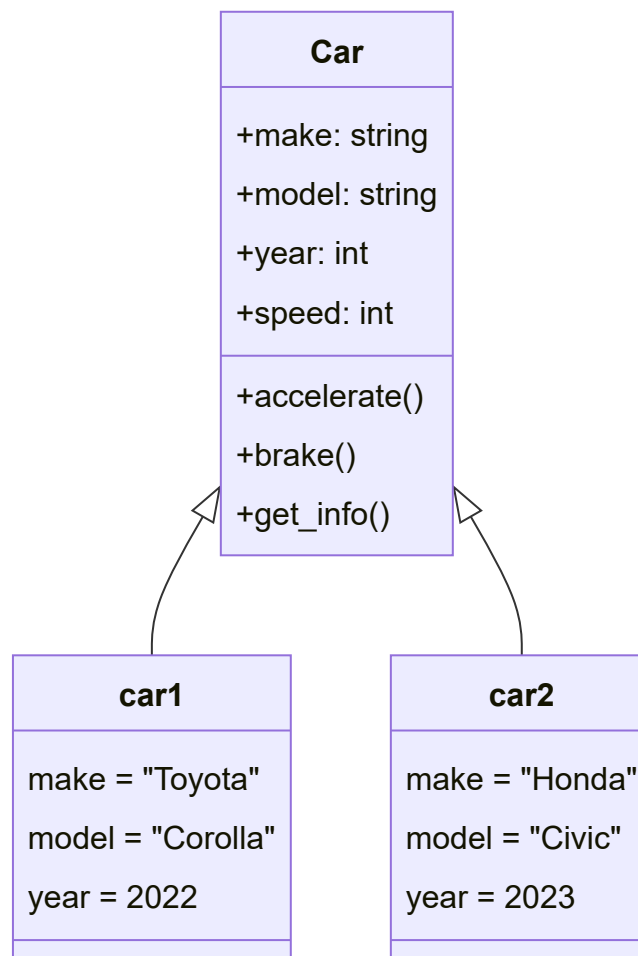 Car
+make: string
+model: string
+year: int
+speed: int
+accelerate()
+brake()
+get_info()
car1
make = "Toyota"
model = "Corolla"
year = 2022
car2
make = "Honda"
model = "Civic"
year = 2023